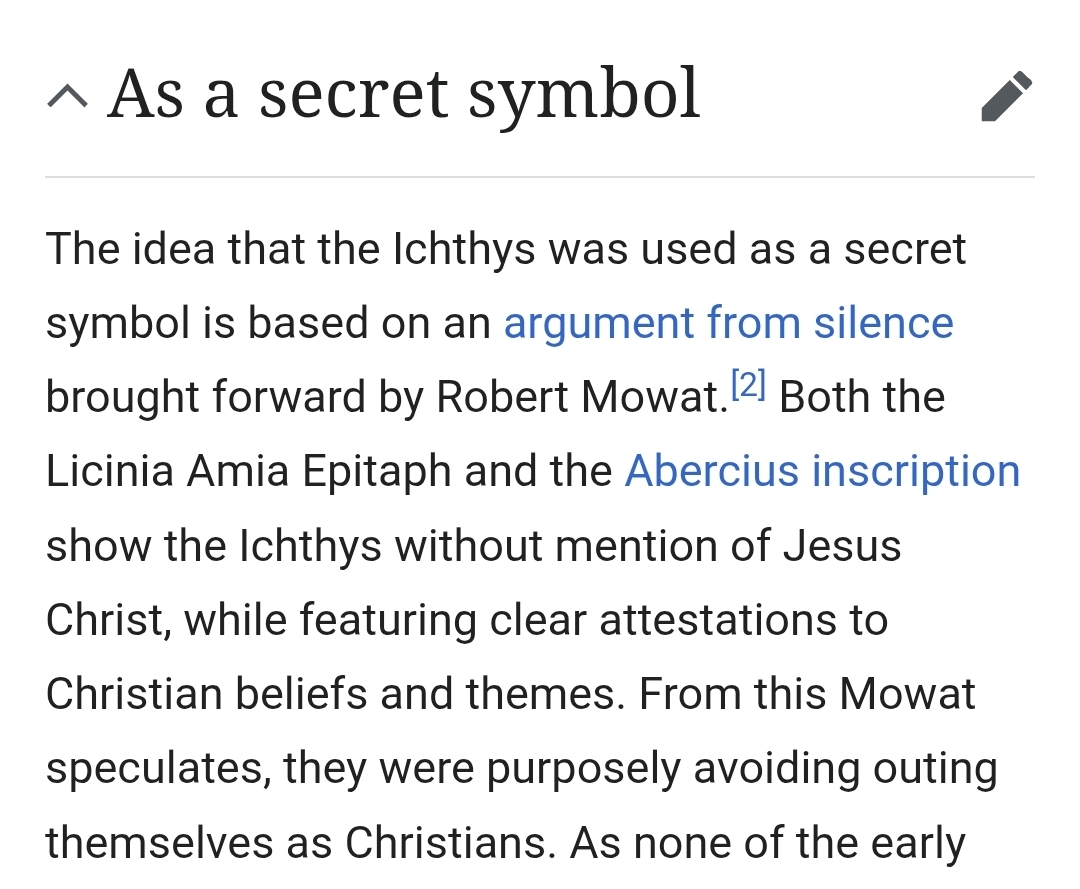 As a secret symbol
The idea that the Ichthys was used as a secret
symbol is based on an argument from silence
brought forward by Robert Mowat.[2] Both the
Licinia Amia Epitaph and the Abercius inscription
show the Ichthys without mention of Jesus
Christ, while featuring clear attestations to
Christian beliefs and themes. From this Mowat
speculates, they were purposely avoiding outing
themselves as Christians. As none of the early